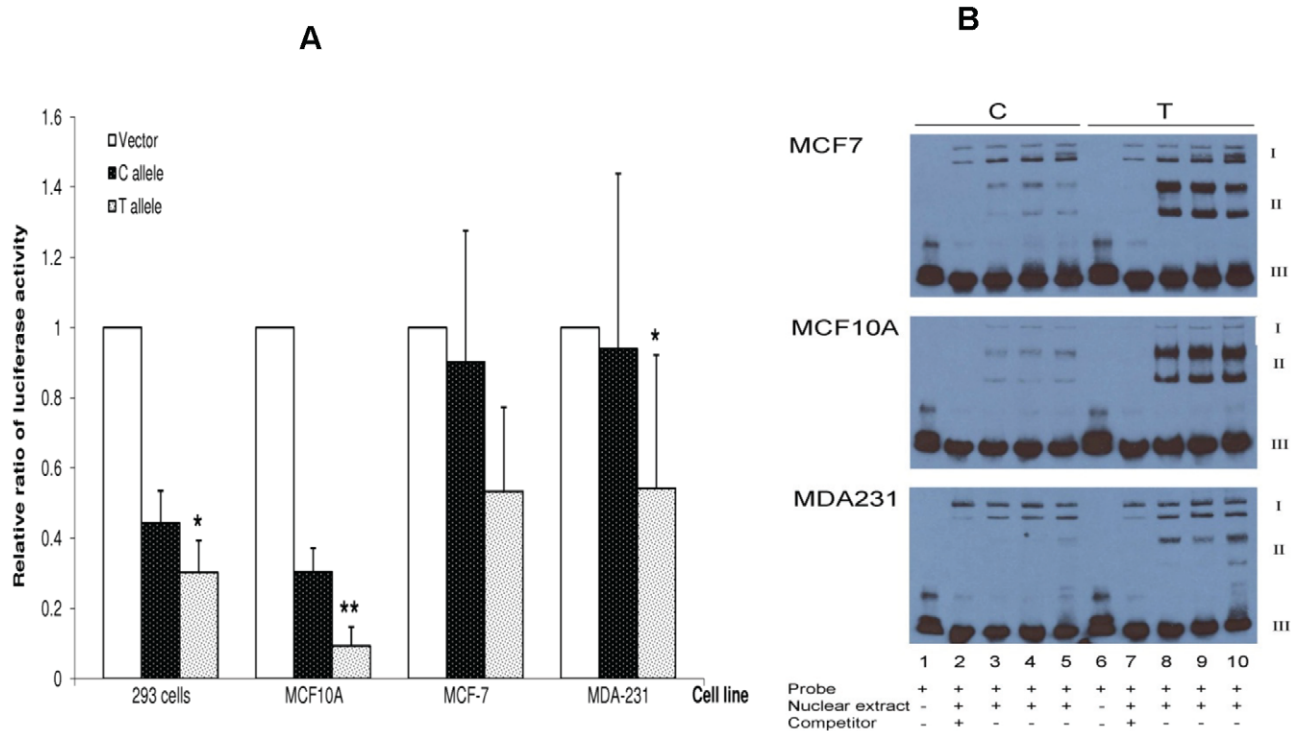 A
Relative ratio of luciferase activity
1.6
1.4
1.2
1
0.8
0.6
0.4
0.2
0
Vector
C allele
T allele
*
**
*
293 cells MCF10A MCF-7 MDA-231 Cell line
B
C T
MCF7
I
II
III
MCF10A
I
II
III
MDA231
I
II
III
1 2 3 4 5 6 7 8 9 10
Probe + + + + + + + + + +
Nuclear extract - + + + + - + + + +
Competitor - + - - - - + - - -